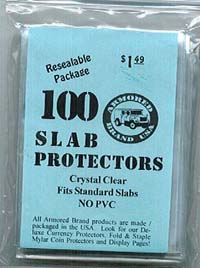 Resealable
Package
$1.49
100
ARMORED
BRAND USA
SLAB
PROTECTORS
Crystal Clear
Fits Standard Slabs
NO PVC
All Armored Brand products are made /
packaged in the USA. Look for our De-
luxe Currency Protectors, Fold & Staple
Mylar Coin Protectors and Display Pages!